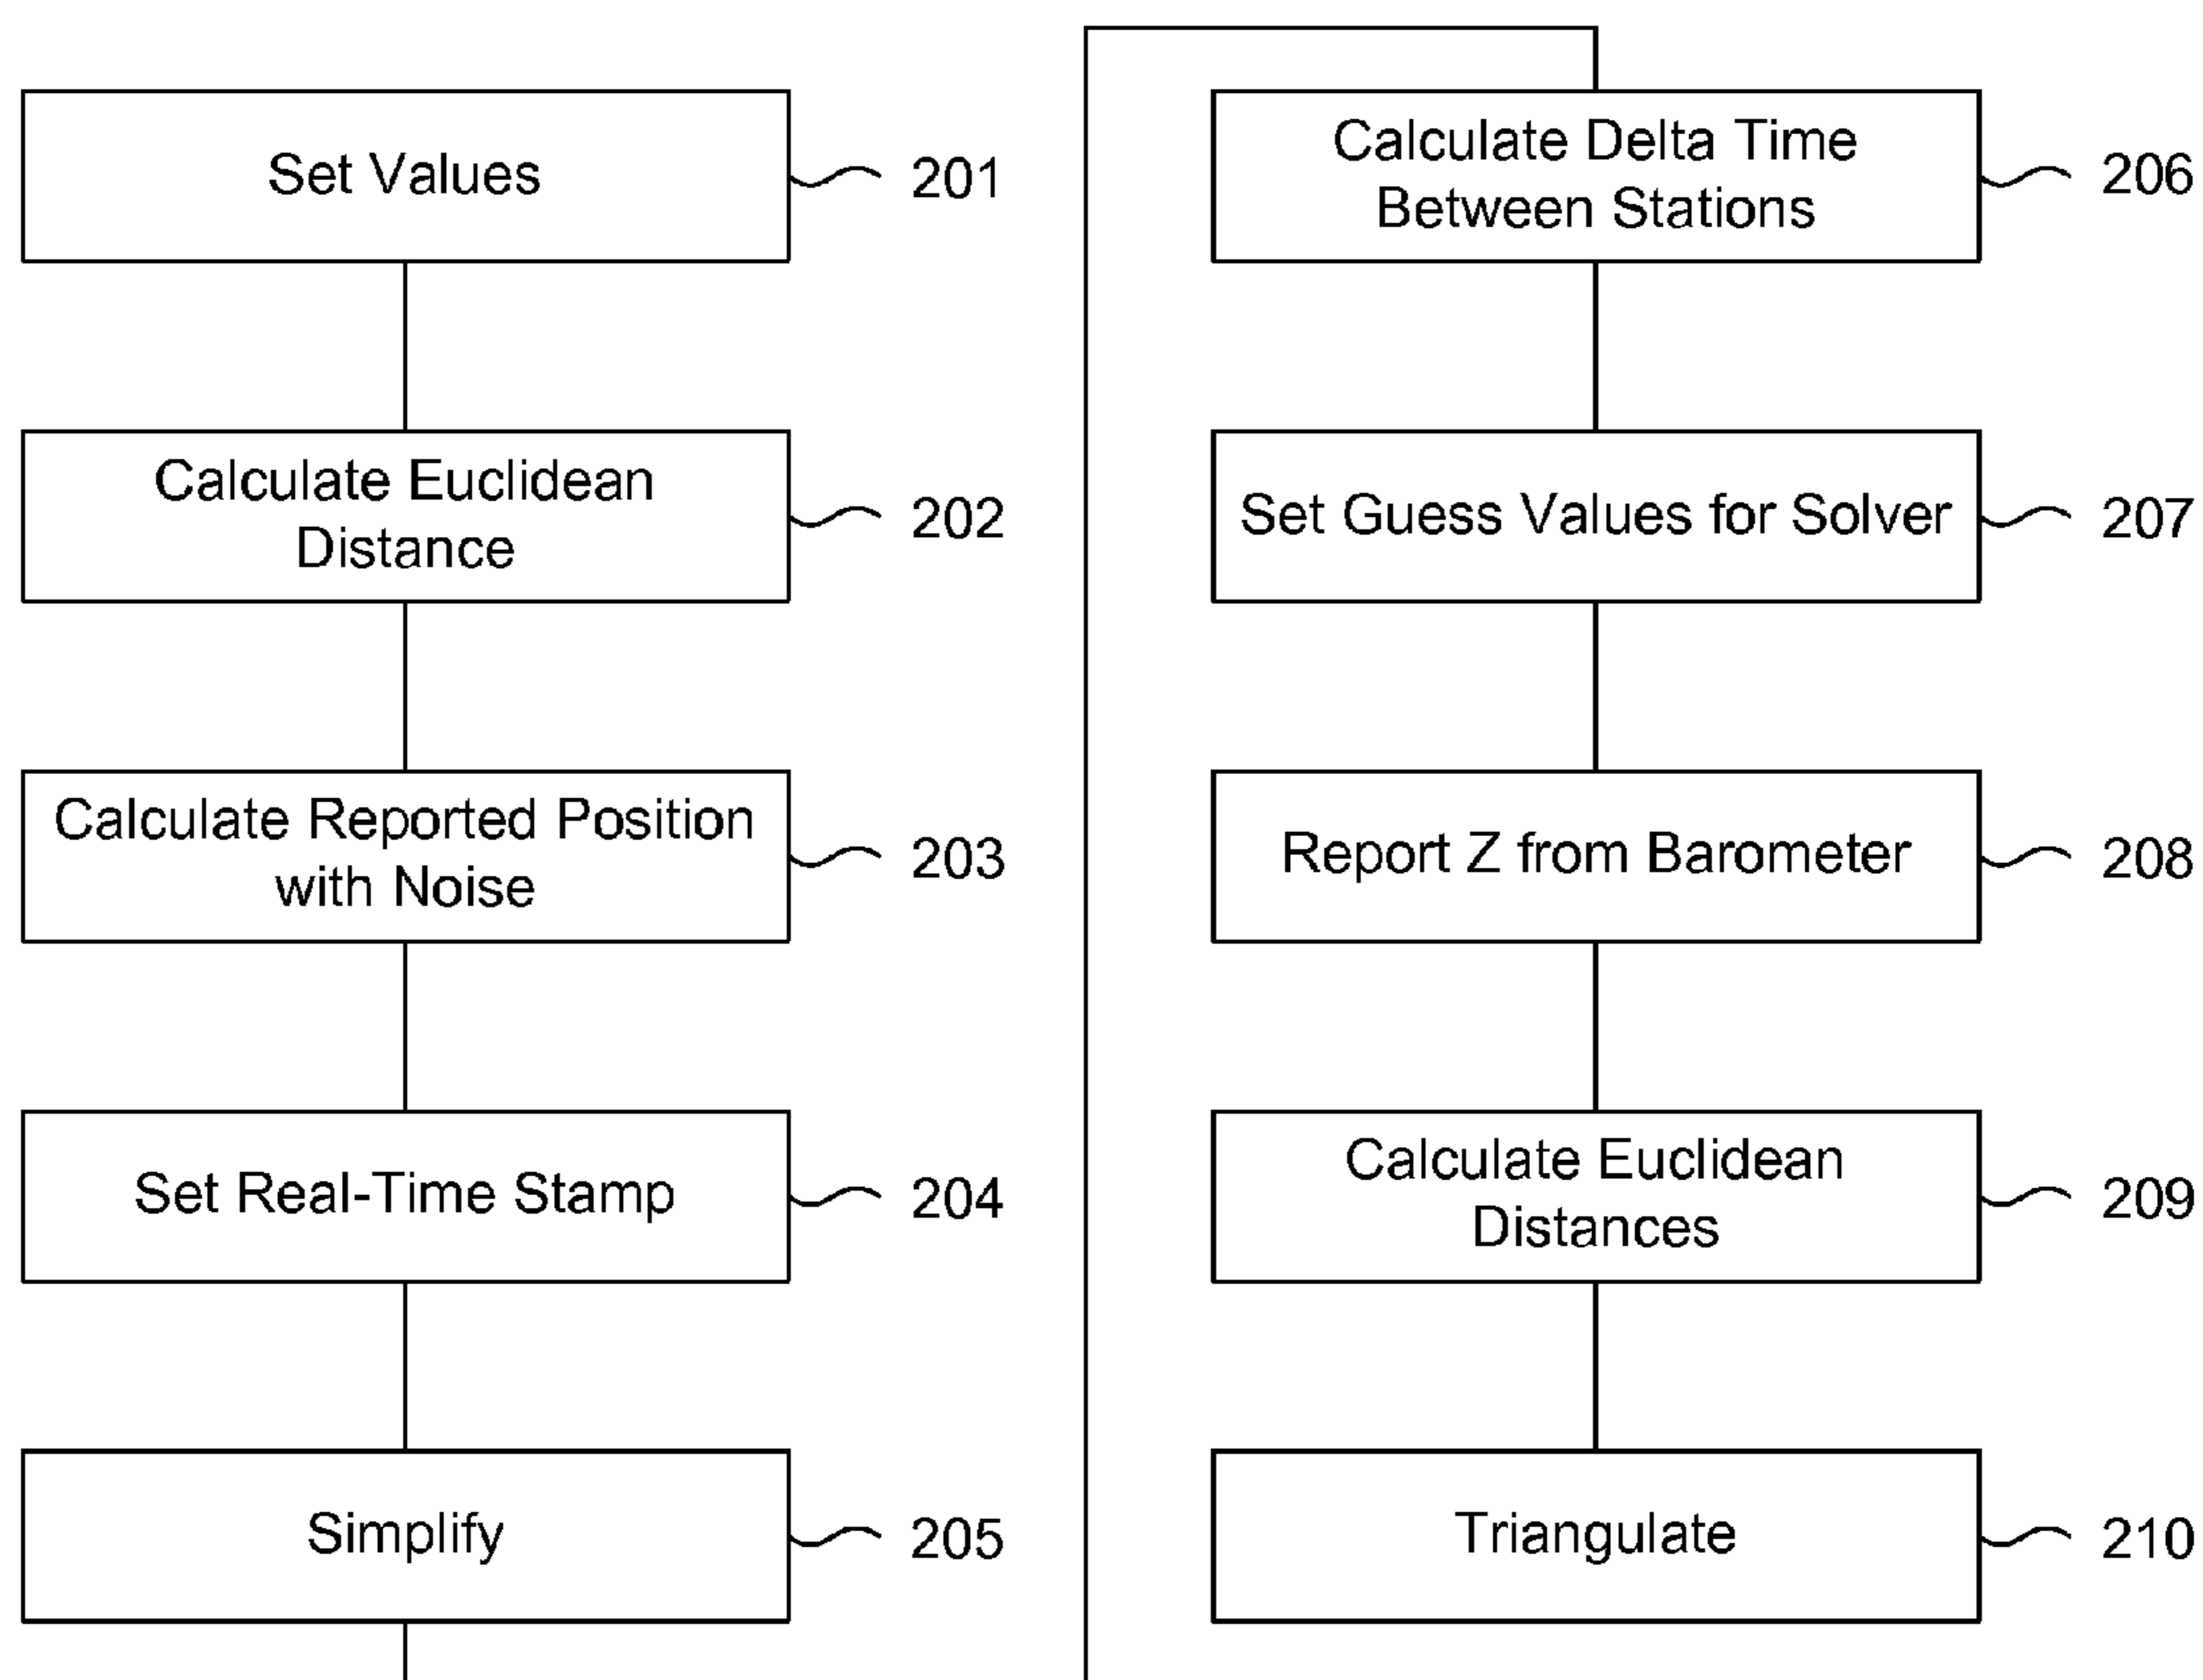 Set Values
201
Calculate Euclidean
Distance
202
Calculate Reported Position
with Noise
203
Set Real-Time Stamp
204
Simplify
205
Calculate Delta Time
Between Stations
206
Set Guess Values for Solver
207
Report Z from Barometer
208
Calculate Euclidean
Distances
209
Triangulate
210